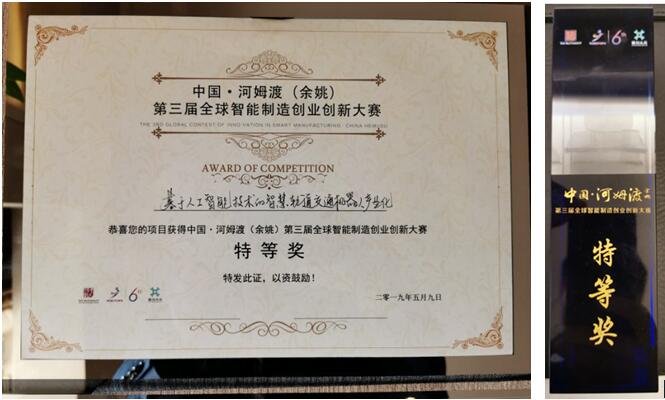 中国·河姆渡（余姚）
第三届全球智能制造创业创新大赛
THE 3RD GLOBAL CONTEST OF INNOVATION IN SMART MANUFACTURING · CHINA HEMUDU
AWARD OF COMPETITION
基于人工智能技术的智慧轨道交通机器人产业化
恭喜您的项目获得中国·河姆渡（余姚）第三届全球智能制造创业创新大赛
特等奖
特发此证，以资鼓励！
二零一九年五月九日
6
6
中国·河姆渡 余姚
第三届全球智能制造创业创新大赛
特等奖